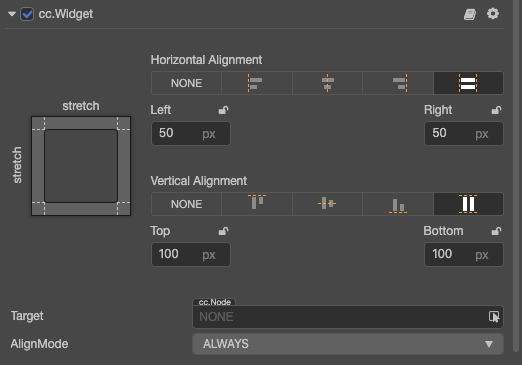 cc.Widget
Horizontal Alignment
NONE
stretch
Left
Right
50 px
50 px
stretch
Vertical Alignment
NONE
Top
Bottom
100 px
100 px
cc.Node
Target
NONE
AlignMode
ALWAYS